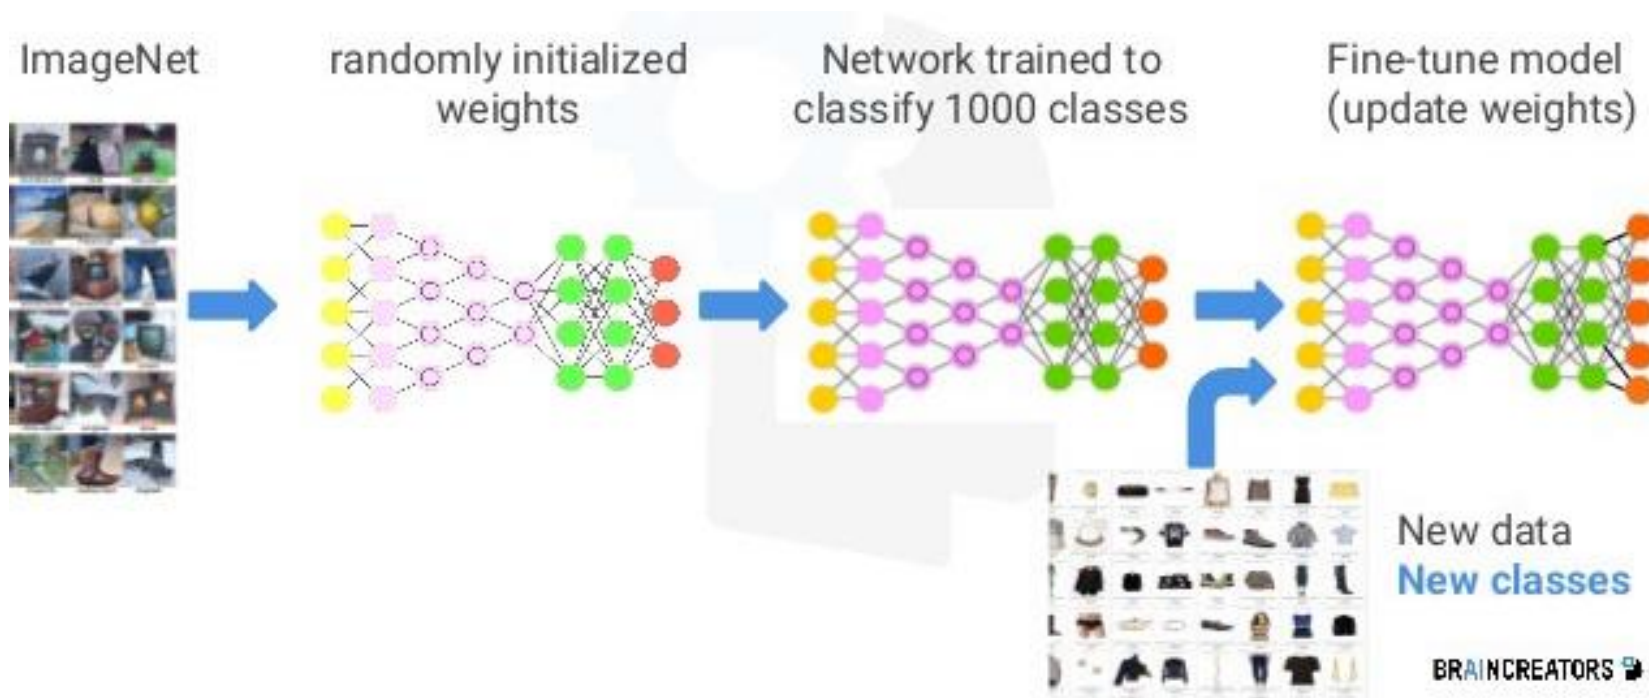 ImageNet
randomly initialized
weights
Network trained to
classify 1000 classes
Fine-tune model
(update weights)
New data
New classes
BRAINCREATORS